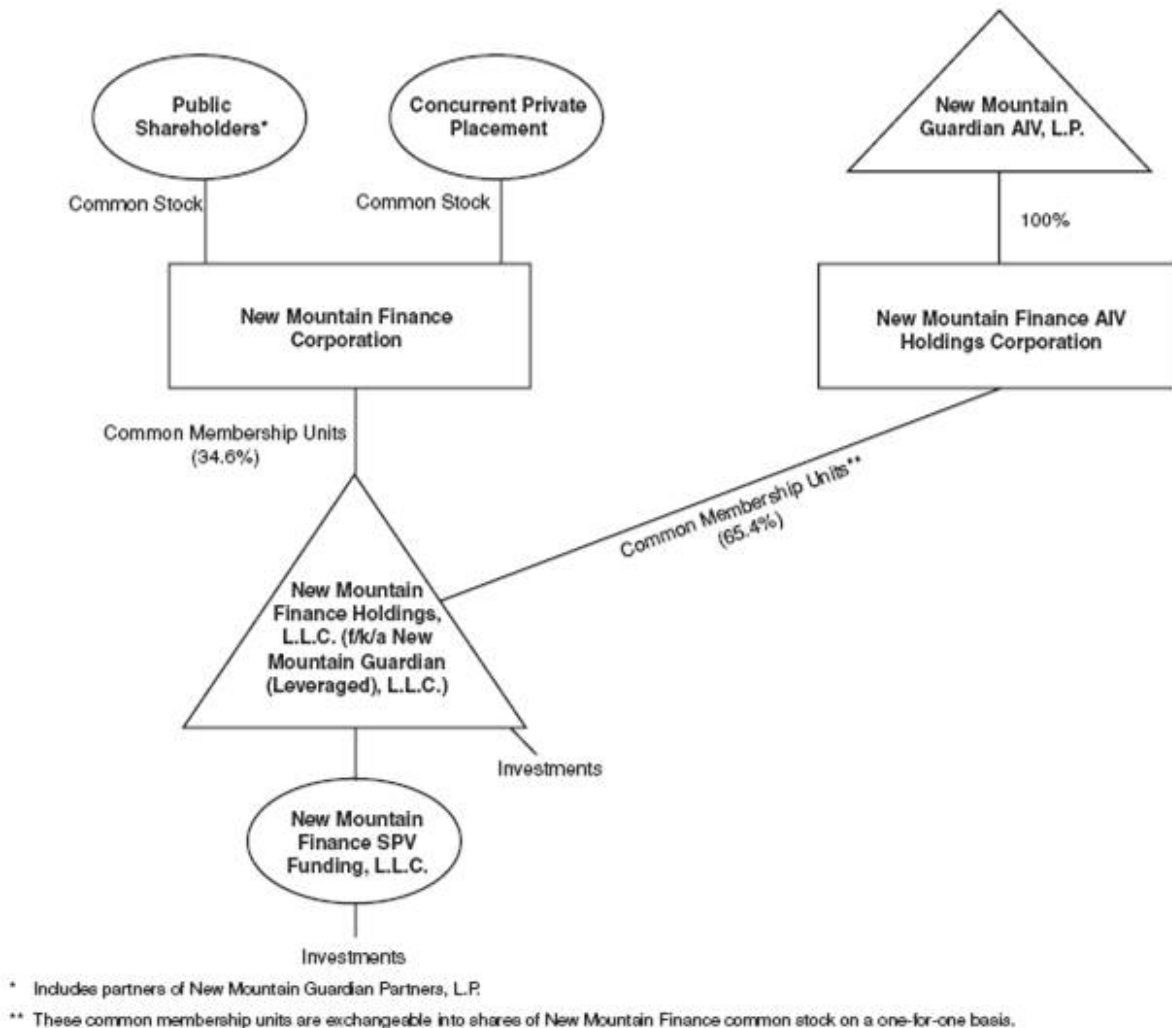 Public
Shareholders*
Concurrent Private
Placement
New Mountain
Guardian AIV, L.P.
Common Stock
Common Stock
100%
New Mountain Finance
Corporation
New Mountain Finance AIV
Holdings Corporation
Common Membership Units
(34.6%)
Common Membership Units**
(65.4%)
New Mountain
Finance Holdings,
L.L.C. (f/k/a New
Mountain Guardian
(Leveraged), L.L.C.)
Investments
New Mountain
Finance SPV
Funding, L.L.C.
Investments
* Includes partners of New Mountain Guardian Partners, L.P.
** These common membership units are exchangeable into shares of New Mountain Finance common stock on a one-for-one basis.